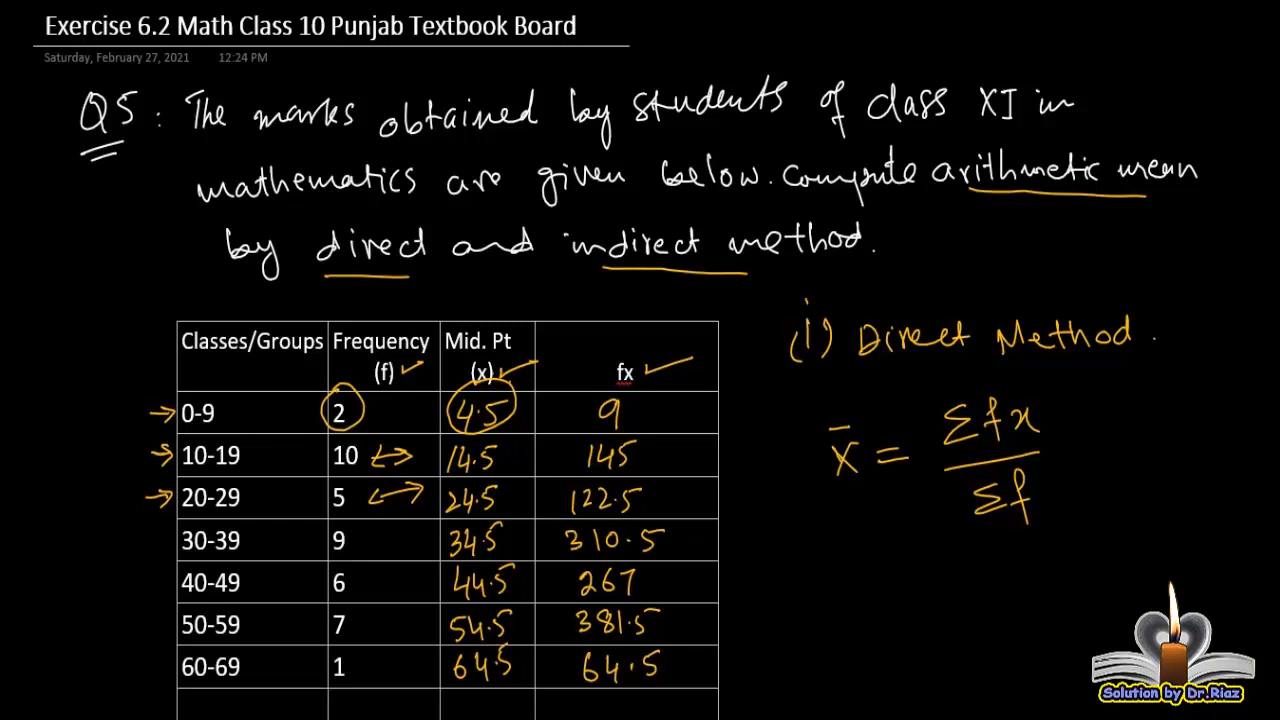 Exercise 6.2 Math Class 10 Punjab Textbook Board
Saturday, February 27, 2021 12:24 PM
Q5 : The marks obtained by students of class XI in
mathematics are given below. compute arithmetic mean
by direct and indirect method.
(i) Direct Method.
Classes/Groups Frequency (f) Mid. Pt (x) fx
0-9 2 4.5 9
10-19 10 14.5 145
20-29 5 24.5 122.5
30-39 9 34.5 310.5
40-49 6 44.5 267
50-59 7 54.5 381.5
60-69 1 64.5 64.5
X̄ = Σfx / Σf
Solution by Dr.Riaz